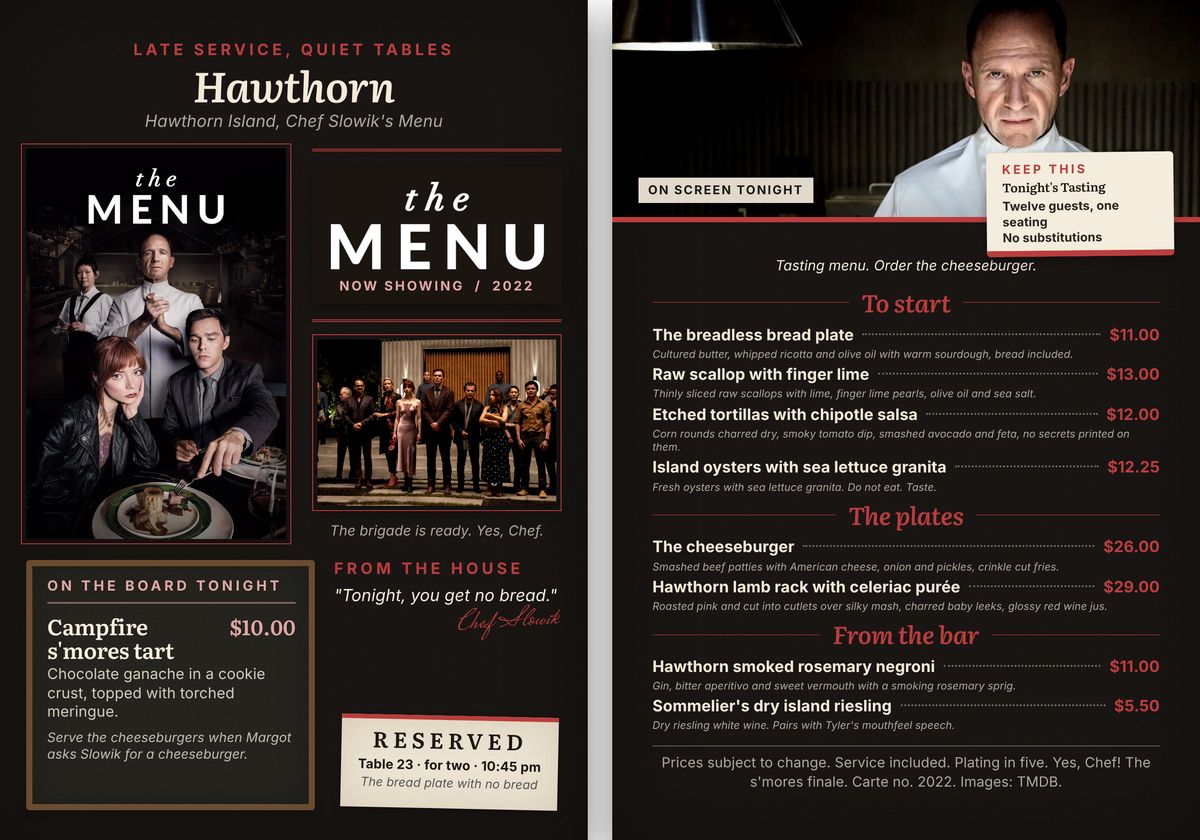 LATE SERVICE, QUIET TABLES
Hawthorn
Hawthorn Island, Chef Slowik's Menu
the
MENU
the
MENU
NOW SHOWING / 2022
The brigade is ready. Yes, Chef.
ON THE BOARD TONIGHT
Campfire $10.00
s'mores tart
Chocolate ganache in a cookie
crust, topped with torched
meringue.
Serve the cheeseburgers when Margot
asks Slowik for a cheeseburger.
FROM THE HOUSE
"Tonight, you get no bread."
Chef Slowik
RESERVED
Table 23 · for two · 10:45 pm
The bread plate with no bread
ON SCREEN TONIGHT
KEEP THIS
Tonight's Tasting
Twelve guests, one
seating
No substitutions
Tasting menu. Order the cheeseburger.
To start
The breadless bread plate $11.00
Cultured butter, whipped ricotta and olive oil with warm sourdough, bread included.
Raw scallop with finger lime $13.00
Thinly sliced raw scallops with lime, finger lime pearls, olive oil and sea salt.
Etched tortillas with chipotle salsa $12.00
Corn rounds charred dry, smoky tomato dip, smashed avocado and feta, no secrets printed on
them.
Island oysters with sea lettuce granita $12.25
Fresh oysters with sea lettuce granita. Do not eat. Taste.
The plates
The cheeseburger $26.00
Smashed beef patties with American cheese, onion and pickles, crinkle cut fries.
Hawthorn lamb rack with celeriac purée $29.00
Roasted pink and cut into cutlets over silky mash, charred baby leeks, glossy red wine jus.
From the bar
Hawthorn smoked rosemary negroni $11.00
Gin, bitter aperitivo and sweet vermouth with a smoking rosemary sprig.
Sommelier's dry island riesling $5.50
Dry riesling white wine. Pairs with Tyler's mouthfeel speech.
Prices subject to change. Service included. Plating in five. Yes, Chef! The
s'mores finale. Carte no. 2022. Images: TMDB.